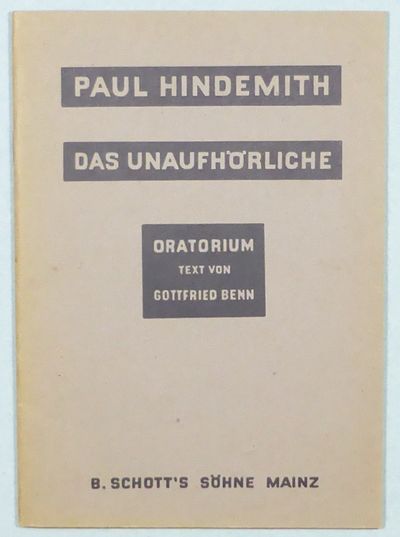 PAUL HINDEMITH
DAS UNAUFHÖRLICHE
ORATORIUM
TEXT VON
GOTTFRIED BENN
B. SCHOTT'S SÖHNE MAINZ